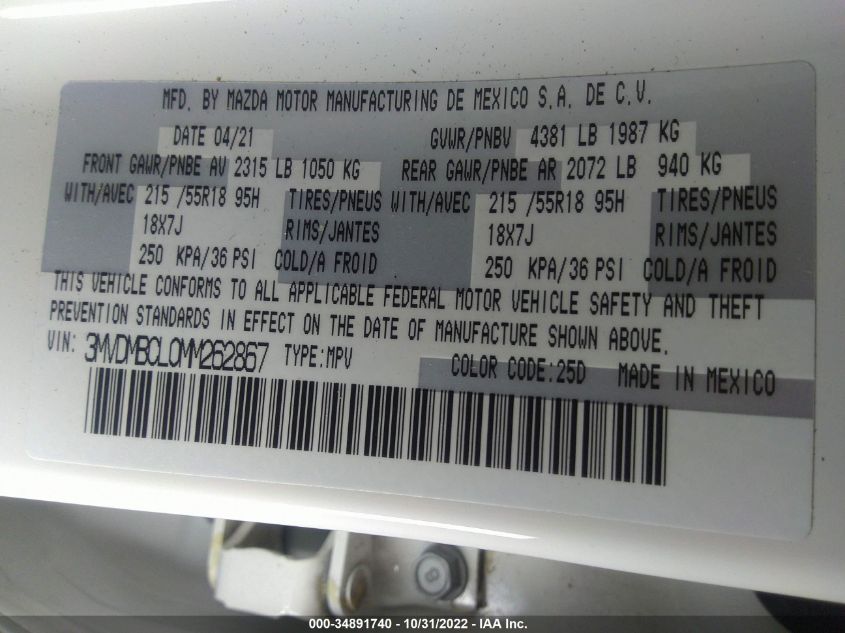 MFD. BY MAZDA MOTOR MANUFACTURING DE MEXICO S.A. DE C.V.
DATE 04/21 GVWR/PNBV 4381 LB 1987 KG
FRONT GAWR/PNBE AV 2315 LB 1050 KG REAR GAWR/PNBE AR 2072 LB 940 KG
WITH/AVEC 215 /55R18 95H TIRES/PNEUS WITH/AVEC 215 /55R18 95H TIRES/PNEUS
18X7J RIMS/JANTES 18X7J RIMS/JANTES
250 KPA/36 PSI COLD/A FROID 250 KPA/36 PSI COLD/A FROID
THIS VEHICLE CONFORMS TO ALL APPLICABLE FEDERAL MOTOR VEHICLE SAFETY AND THEFT
PREVENTION STANDARDS IN EFFECT ON THE DATE OF MANUFACTURE SHOWN ABOVE.
VIN: 3MVDMBCL0MM262867 TYPE:MPV COLOR CODE:25D MADE IN MEXICO
000-34891740 - 10/31/2022 - IAA Inc.